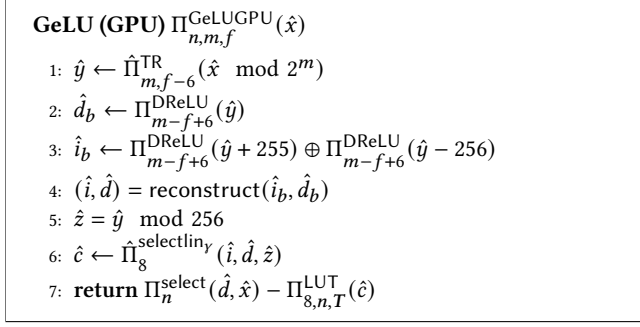 GeLU (GPU) Π^{GeLUGPU}_{n,m,f}(x̂)
1: ŷ ← Π̂^{TR}_{m,f−6}(x̂ mod 2^m)
2: d̂_b ← Π^{DReLU}_{m−f+6}(ŷ)
3: î_b ← Π^{DReLU}_{m−f+6}(ŷ + 255) ⊕ Π^{DReLU}_{m−f+6}(ŷ − 256)
4: (î, d̂) = reconstruct(î_b, d̂_b)
5: ẑ = ŷ mod 256
6: ĉ ← Π̂^{selectlin_γ}_8(î, d̂, ẑ)
7: return Π^{select}_n(d̂, x̂) − Π^{LUT}_{8,n,T}(ĉ)